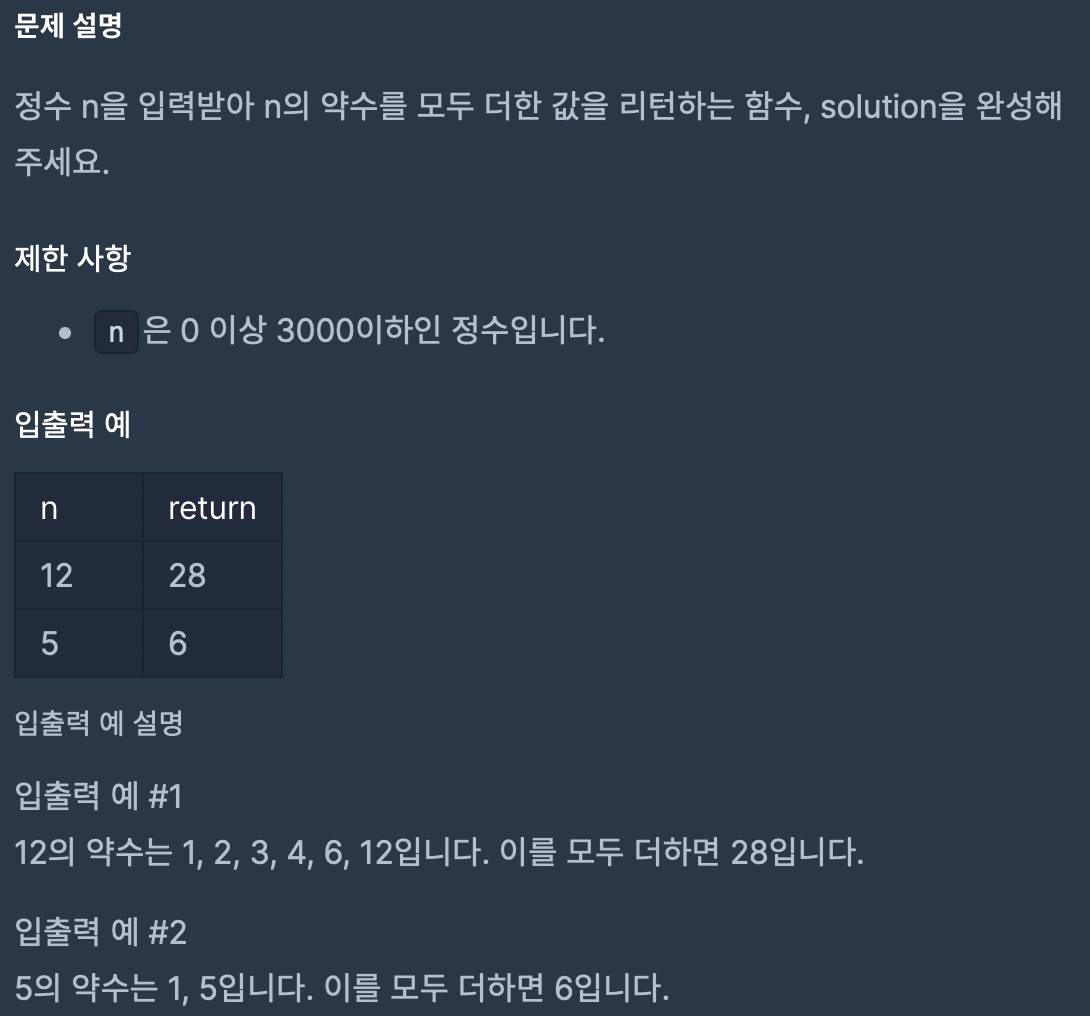 문제 설명
정수 n을 입력받아 n의 약수를 모두 더한 값을 리턴하는 함수, solution을 완성해
주세요.
제한 사항
n 은 0 이상 3000이하인 정수입니다.
입출력 예
n return
12 28
5 6
입출력 예 설명
입출력 예 #1
12의 약수는 1, 2, 3, 4, 6, 12입니다. 이를 모두 더하면 28입니다.
입출력 예 #2
5의 약수는 1, 5입니다. 이를 모두 더하면 6입니다.